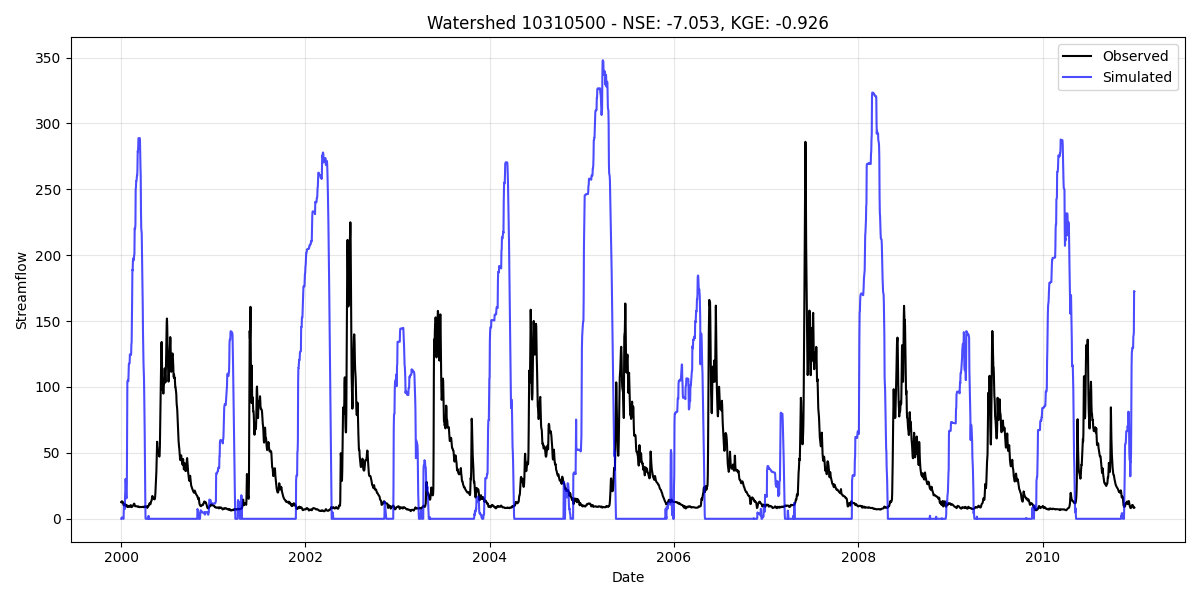 Watershed 10310500 - NSE: -7.053, KGE: -0.926
Observed
Simulated
350
300
250
200
150
100
50
0
Streamflow
2000 2002 2004 2006 2008 2010
Date